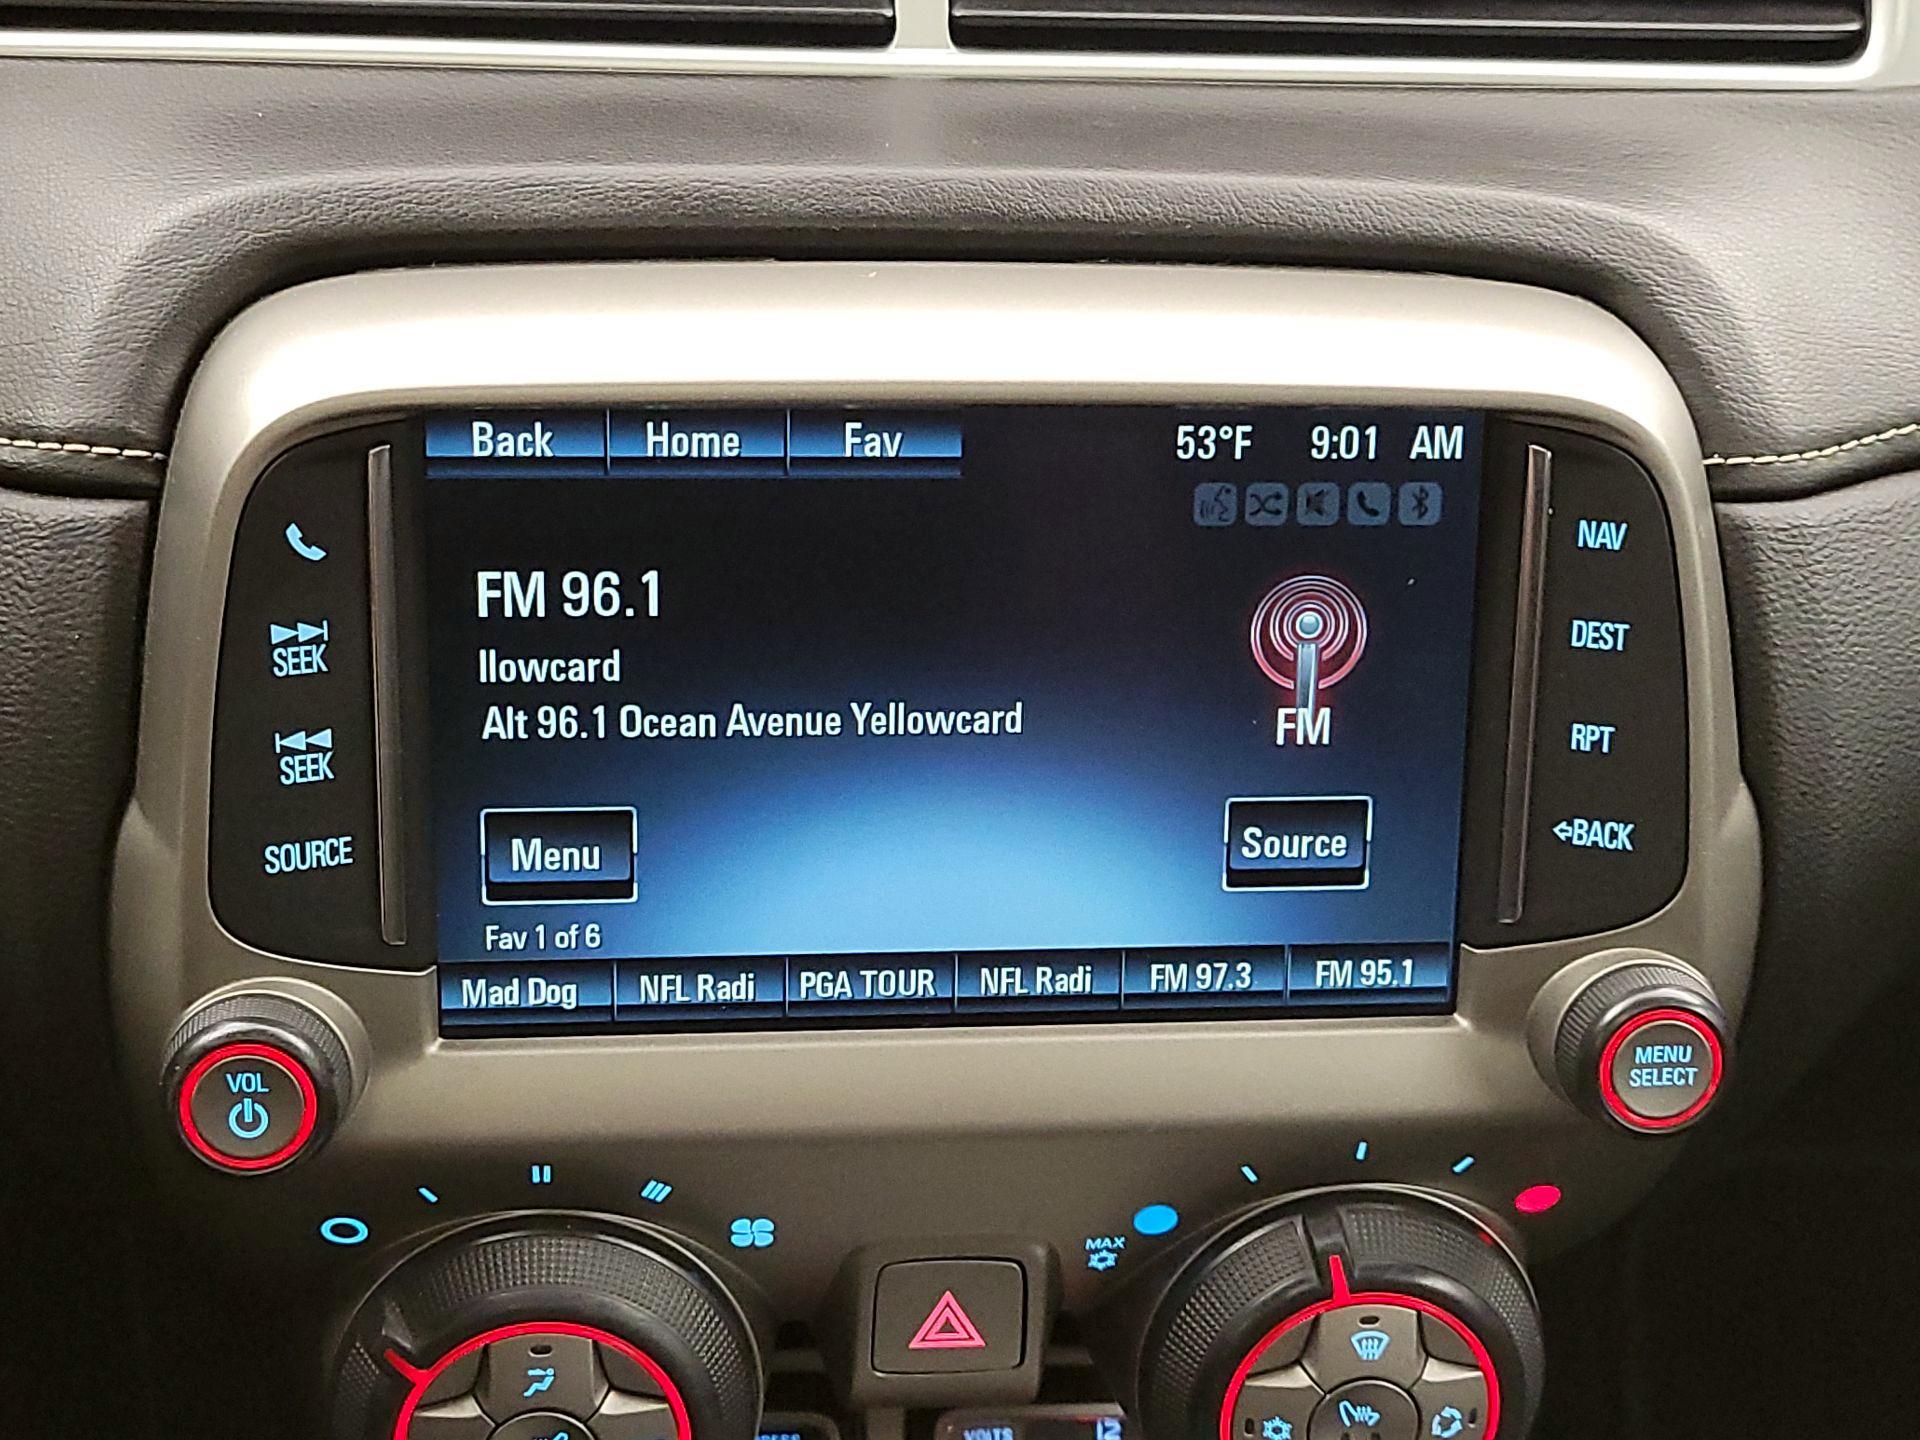 Back Home Fav 53°F 9:01 AM
FM 96.1
llowcard
Alt 96.1 Ocean Avenue Yellowcard
FM
Menu
Source
Fav 1 of 6
Mad Dog NFL Radi PGA TOUR NFL Radi FM 97.3 FM 95.1
SEEK
SEEK
SOURCE
NAV
DEST
RPT
BACK
VOL
MENU
SELECT
MAX
VOLTS 12